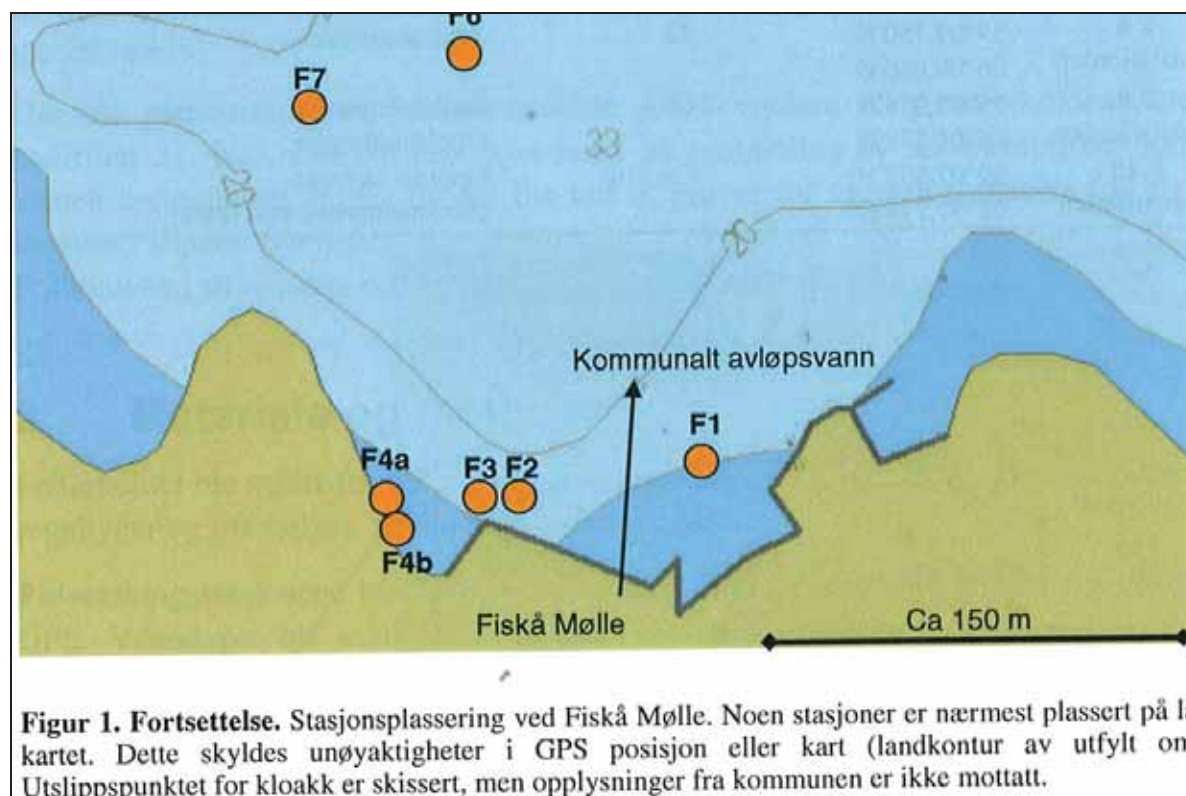 F6
F7
33
20
Kommunalt avløpsvann
F1
F4a
F3 F2
F4b
Fiskå Mølle
Ca 150 m
Figur 1. Fortsettelse. Stasjonsplassering ved Fiskå Mølle. Noen stasjoner er nærmest plassert på
kartet. Dette skyldes unøyaktigheter i GPS posisjon eller kart (landkontur av utfylt
Utslippspunktet for kloakk er skissert, men opplysninger fra kommunen er ikke mottatt.